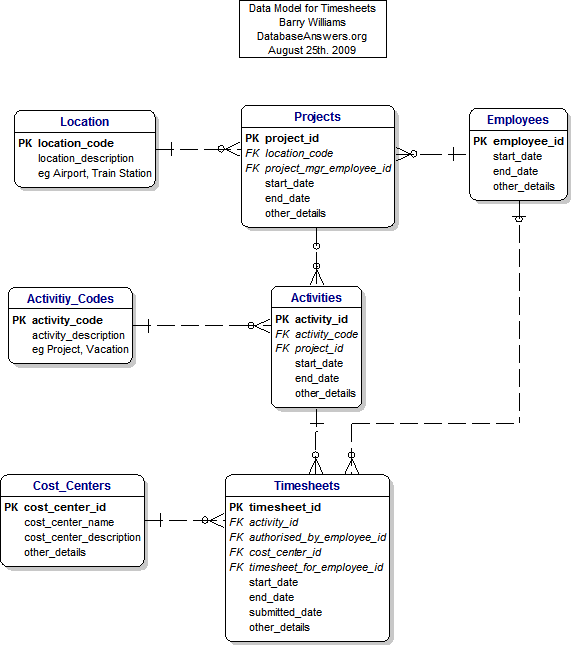 Data Model for Timesheets
Barry Williams
DatabaseAnswers.org
August 25th. 2009
Location
PK location_code
location_description
eg Airport, Train Station
Projects
PK project_id
FK location_code
FK project_mgr_employee_id
start_date
end_date
other_details
Employees
PK employee_id
start_date
end_date
other_details
Activitiy_Codes
PK activity_code
activity_description
eg Project, Vacation
Activities
PK activity_id
FK activity_code
FK project_id
start_date
end_date
other_details
Cost_Centers
PK cost_center_id
cost_center_name
cost_center_description
other_details
Timesheets
PK timesheet_id
FK activity_id
FK authorised_by_employee_id
FK cost_center_id
FK timesheet_for_employee_id
start_date
end_date
submitted_date
other_details